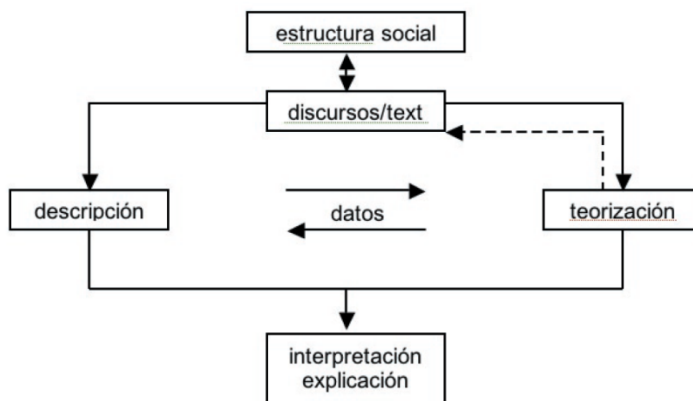 estructura social
discursos/text
descripción
datos
teorización
interpretación
explicación